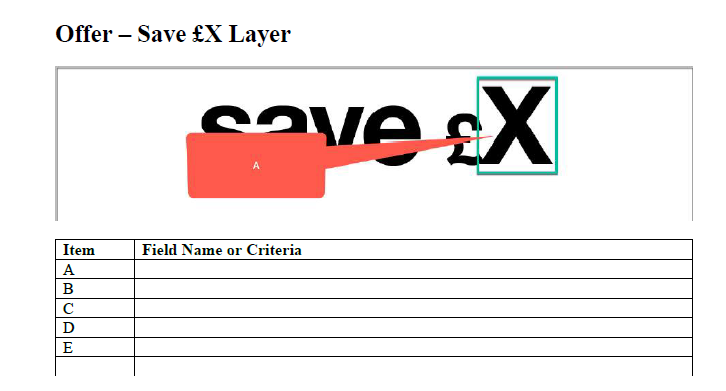 Offer – Save £X Layer
save £X
A
Item Field Name or Criteria
A
B
C
D
E